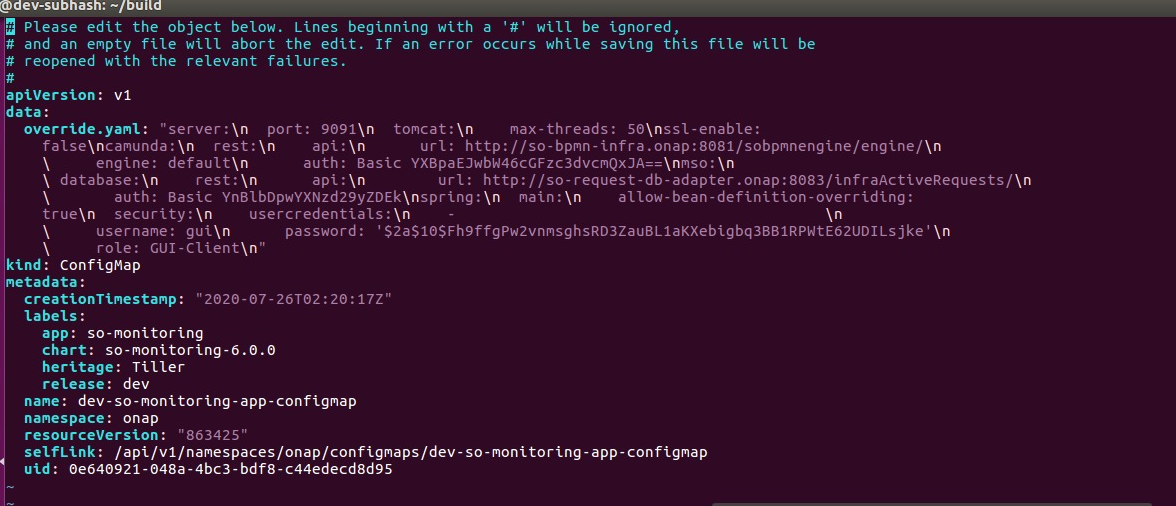 @dev-subhash: ~/build
# Please edit the object below. Lines beginning with a '#' will be ignored,
# and an empty file will abort the edit. If an error occurs while saving this file will be
# reopened with the relevant failures.
#
apiVersion: v1
data:
  override.yaml: "server:\n  port: 9091\n  tomcat:\n    max-threads: 50\nssl-enable:
    false\ncamunda:\n  rest:\n    api:\n      url: http://so-bpmn-infra.onap:8081/sobpmnengine/engine/\n
    \     engine: default\n      auth: Basic YXBpaEJwbW46cGFzc3dvcmQxJA==\nmso:\n
    \ database:\n    rest:\n      api:\n        url: http://so-request-db-adapter.onap:8083/infraActiveRequests/\n
    \       auth: Basic YnBlbDpwYXNzd29yZDEk\nspring:\n  main:\n    allow-bean-definition-overriding:
    true\n  security:\n    usercredentials:\n    -                                         \n
    \     username: gui\n      password: '$2a$10$Fh9ffgPw2vnmsghsRD3ZauBL1aKXebigbq3BB1RPWtE62UDILsjke'\n
    \     role: GUI-Client\n"
kind: ConfigMap
metadata:
  creationTimestamp: "2020-07-26T02:20:17Z"
  labels:
    app: so-monitoring
    chart: so-monitoring-6.0.0
    heritage: Tiller
    release: dev
  name: dev-so-monitoring-app-configmap
  namespace: onap
  resourceVersion: "863425"
  selfLink: /api/v1/namespaces/onap/configmaps/dev-so-monitoring-app-configmap
  uid: 0e640921-048a-4bc3-bdf8-c44edecd8d95
~
~